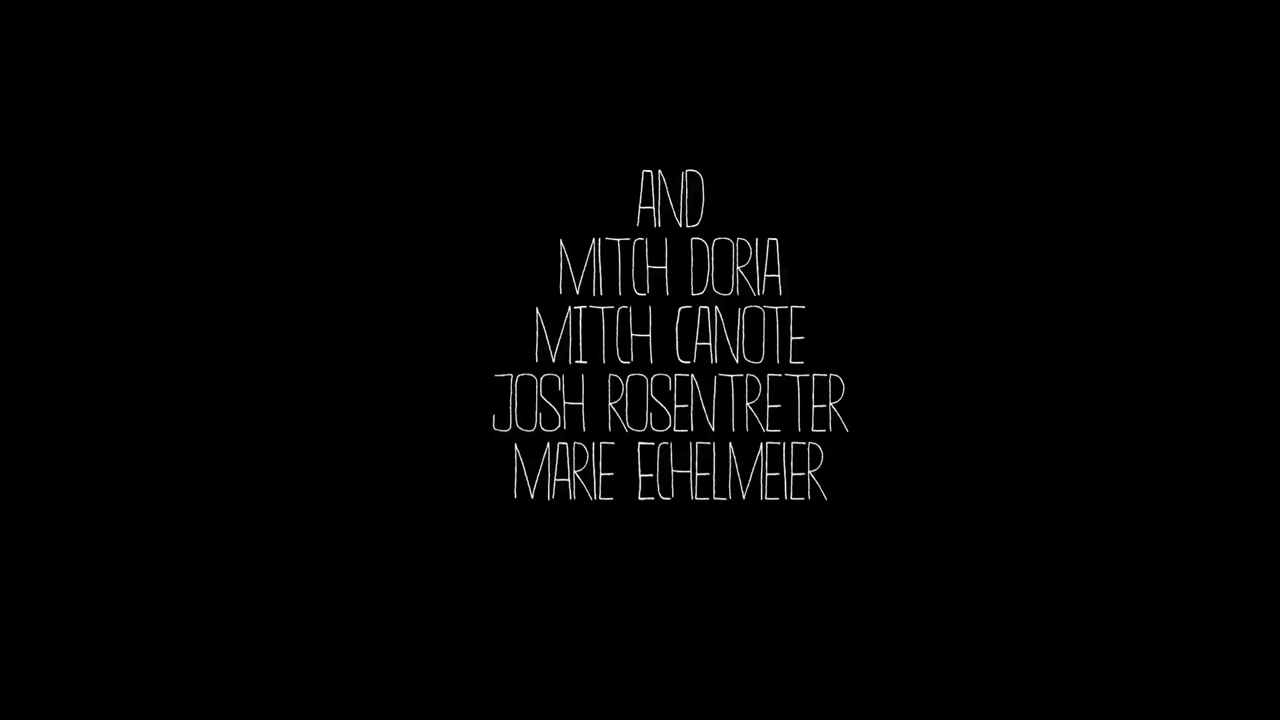 AND
MITCH DORIA
MITCH CANOTE
JOSH ROSENTRETER
MARIE ECHELMEIER